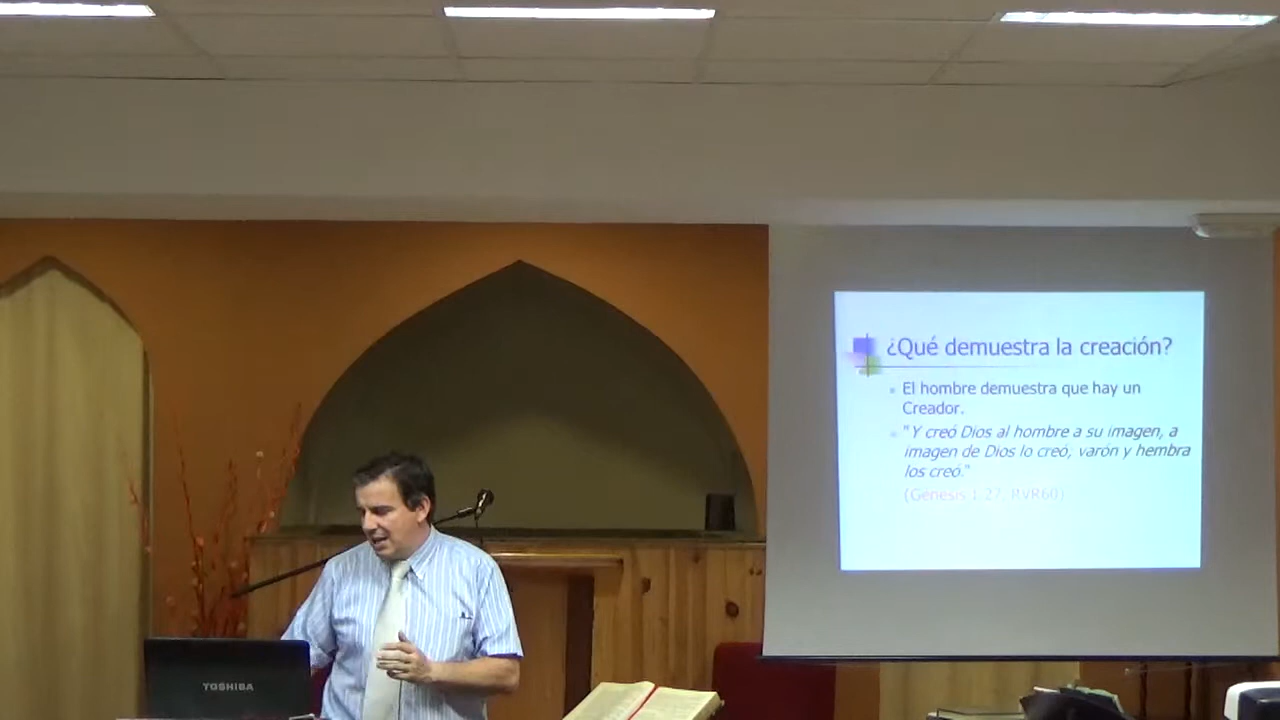 ¿Qué demuestra la creación?
El hombre demuestra que hay un
Creador.
"Y creó Dios al hombre a su imagen, a
imagen de Dios lo creó, varón y hembra
los creó."
(Génesis 1.27, RVR60)
TOSHIBA